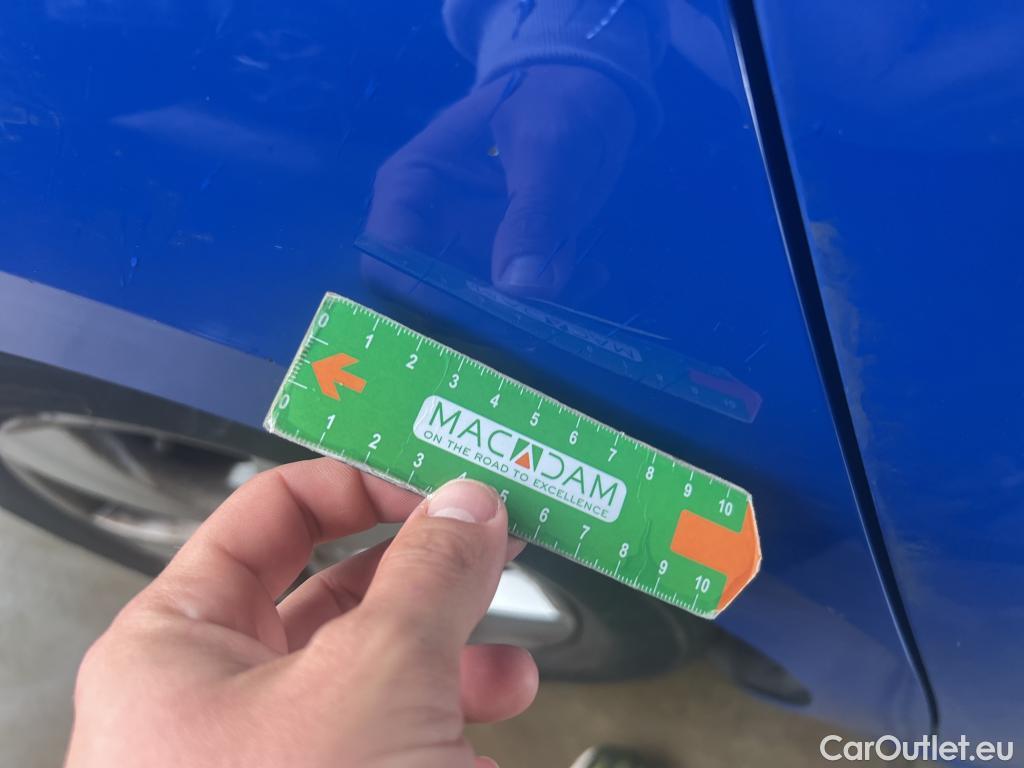 0 1 2 3 4 5 6 7 8 9 10
MACADAM
ON THE ROAD TO EXCELLENCE
0 1 2 3 4 5 6 7 8 9 10
CarOutlet.eu